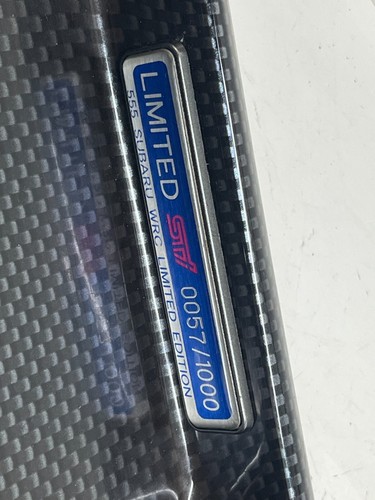 LIMITED STI 0057/1000
555 SUBARU WRC LIMITED EDITION